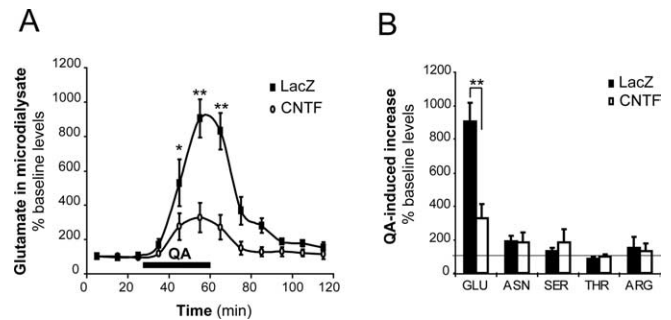 A
Glutamate in microdialysate
% baseline levels
1200
1000
800
600
400
200
0
LacZ
CNTF
*
**
**
QA
0
20
40
60
80
100
120
Time (min)
B
QA-induced increase
% baseline levels
1200
1000
800
600
400
200
0
**
LacZ
CNTF
GLU
ASN
SER
THR
ARG